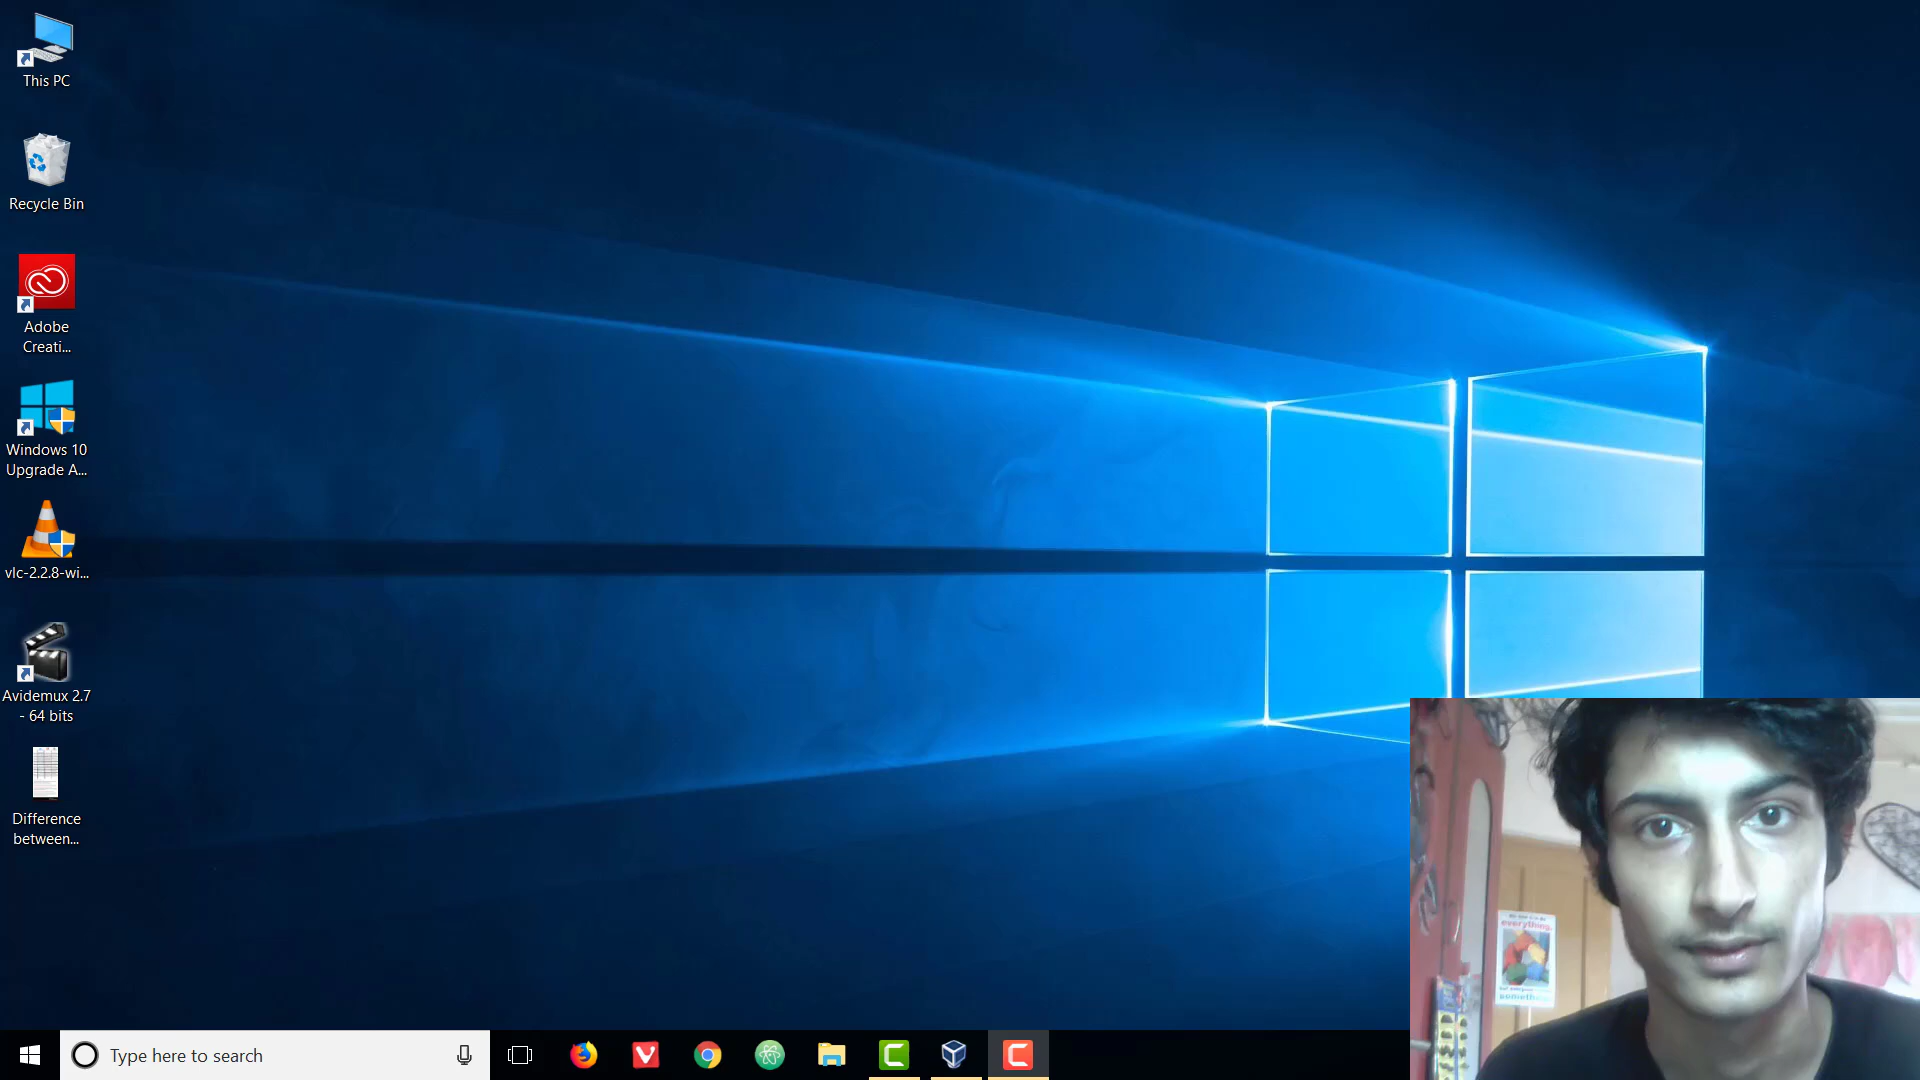 This PC
Recycle Bin
Adobe
Creati...
Windows 10
Upgrade A...
vlc-2.2.8-wi...
Avidemux 2.7
- 64 bits
Difference
between...
Type here to search
everything,